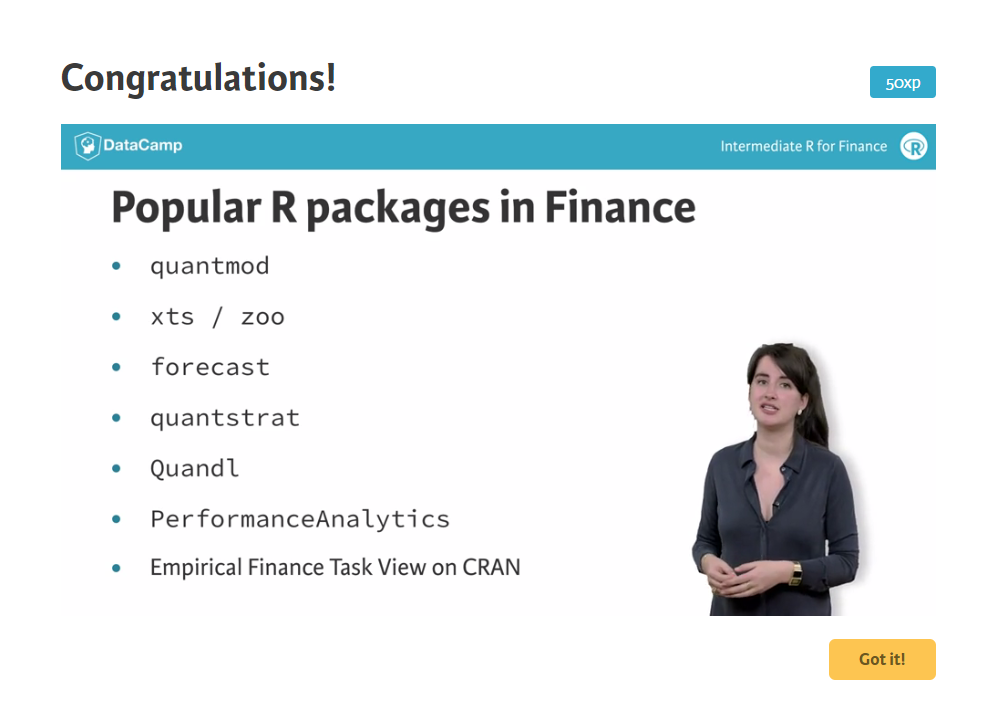 Congratulations!
50xp
DataCamp
Intermediate R for Finance
R
Popular R packages in Finance
• quantmod
• xts / zoo
• forecast
• quantstrat
• Quandl
• PerformanceAnalytics
• Empirical Finance Task View on CRAN
Got it!